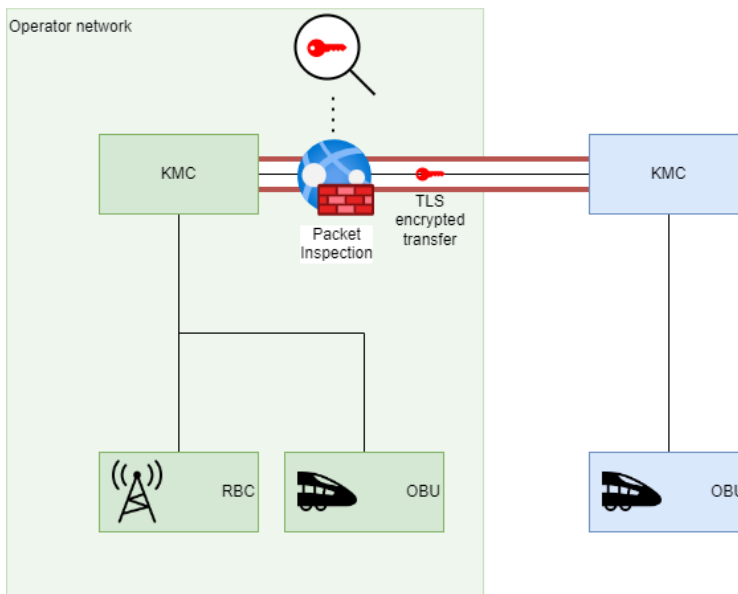 Operator network
KMC
KMC
TLS
encrypted
transfer
Packet
Inspection
RBC
OBU
OBU